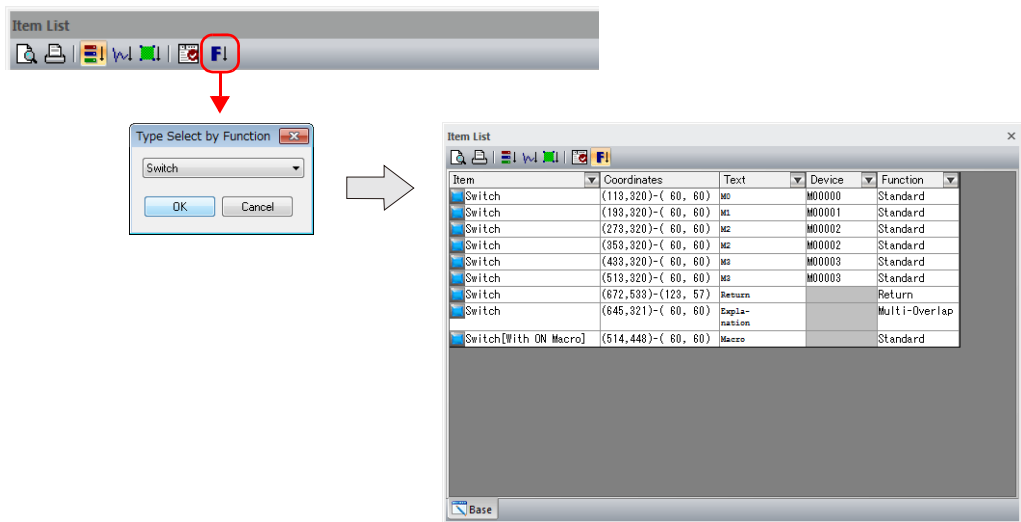 Item List
F
Type Select by Function
Switch
OK Cancel
Item List
F
Item Coordinates Text Device Function
Switch (113,320)-( 60, 60) M0 M00000 Standard
Switch (193,320)-( 60, 60) M1 M00001 Standard
Switch (273,320)-( 60, 60) M2 M00002 Standard
Switch (353,320)-( 60, 60) M2 M00002 Standard
Switch (433,320)-( 60, 60) M3 M00003 Standard
Switch (513,320)-( 60, 60) M3 M00003 Standard
Switch (672,533)-(123, 57) Return Return
Switch (645,321)-( 60, 60) Expla- Multi-Overlap
nation
Switch[With ON Macro] (514,448)-( 60, 60) Macro Standard
Base